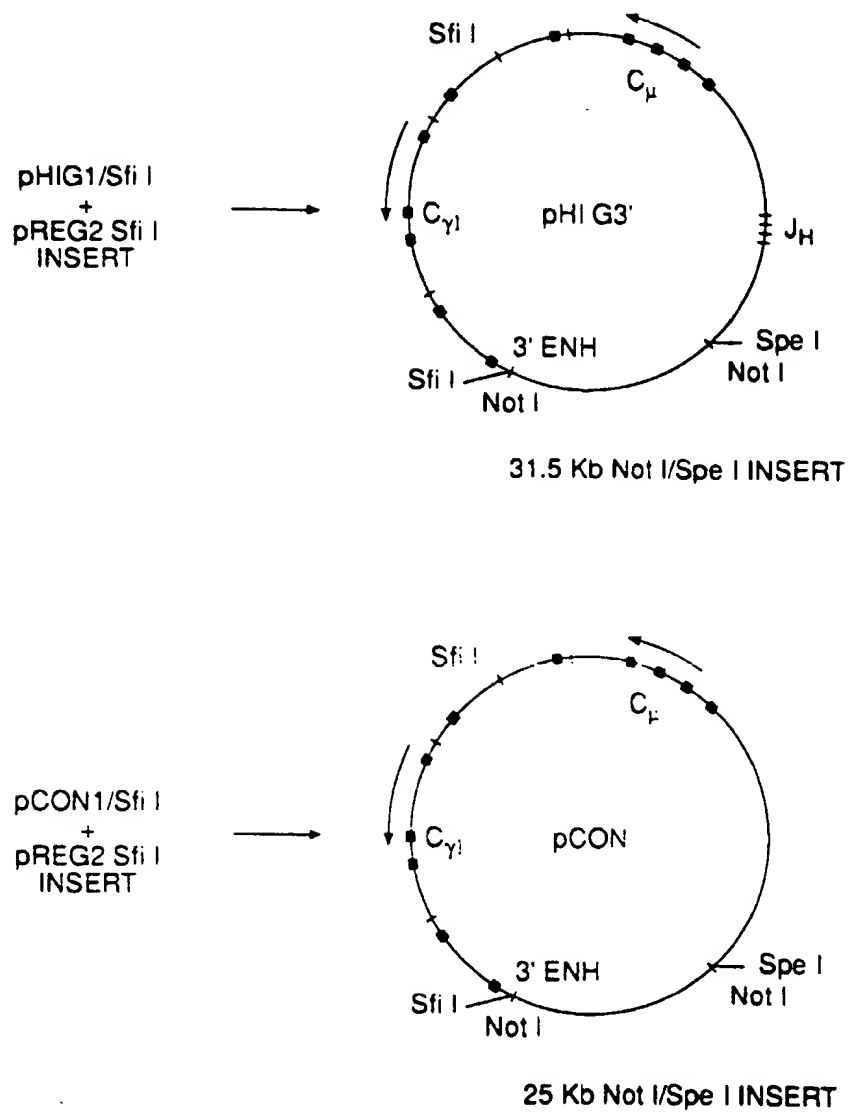 Sfi I
Cμ
pHIG1/Sfi I
+
pREG2 Sfi I
INSERT
Cγ1
pHI G3'
JH
3' ENH
Spe I
Sfi I
Not I
Not I
31.5 Kb Not I/Spe I INSERT
Sfi I
Cμ
pCON1/Sfi I
+
pREG2 Sfi I
INSERT
Cγ1
pCON
3' ENH
Spe I
Sfi I
Not I
Not I
25 Kb Not I/Spe I INSERT